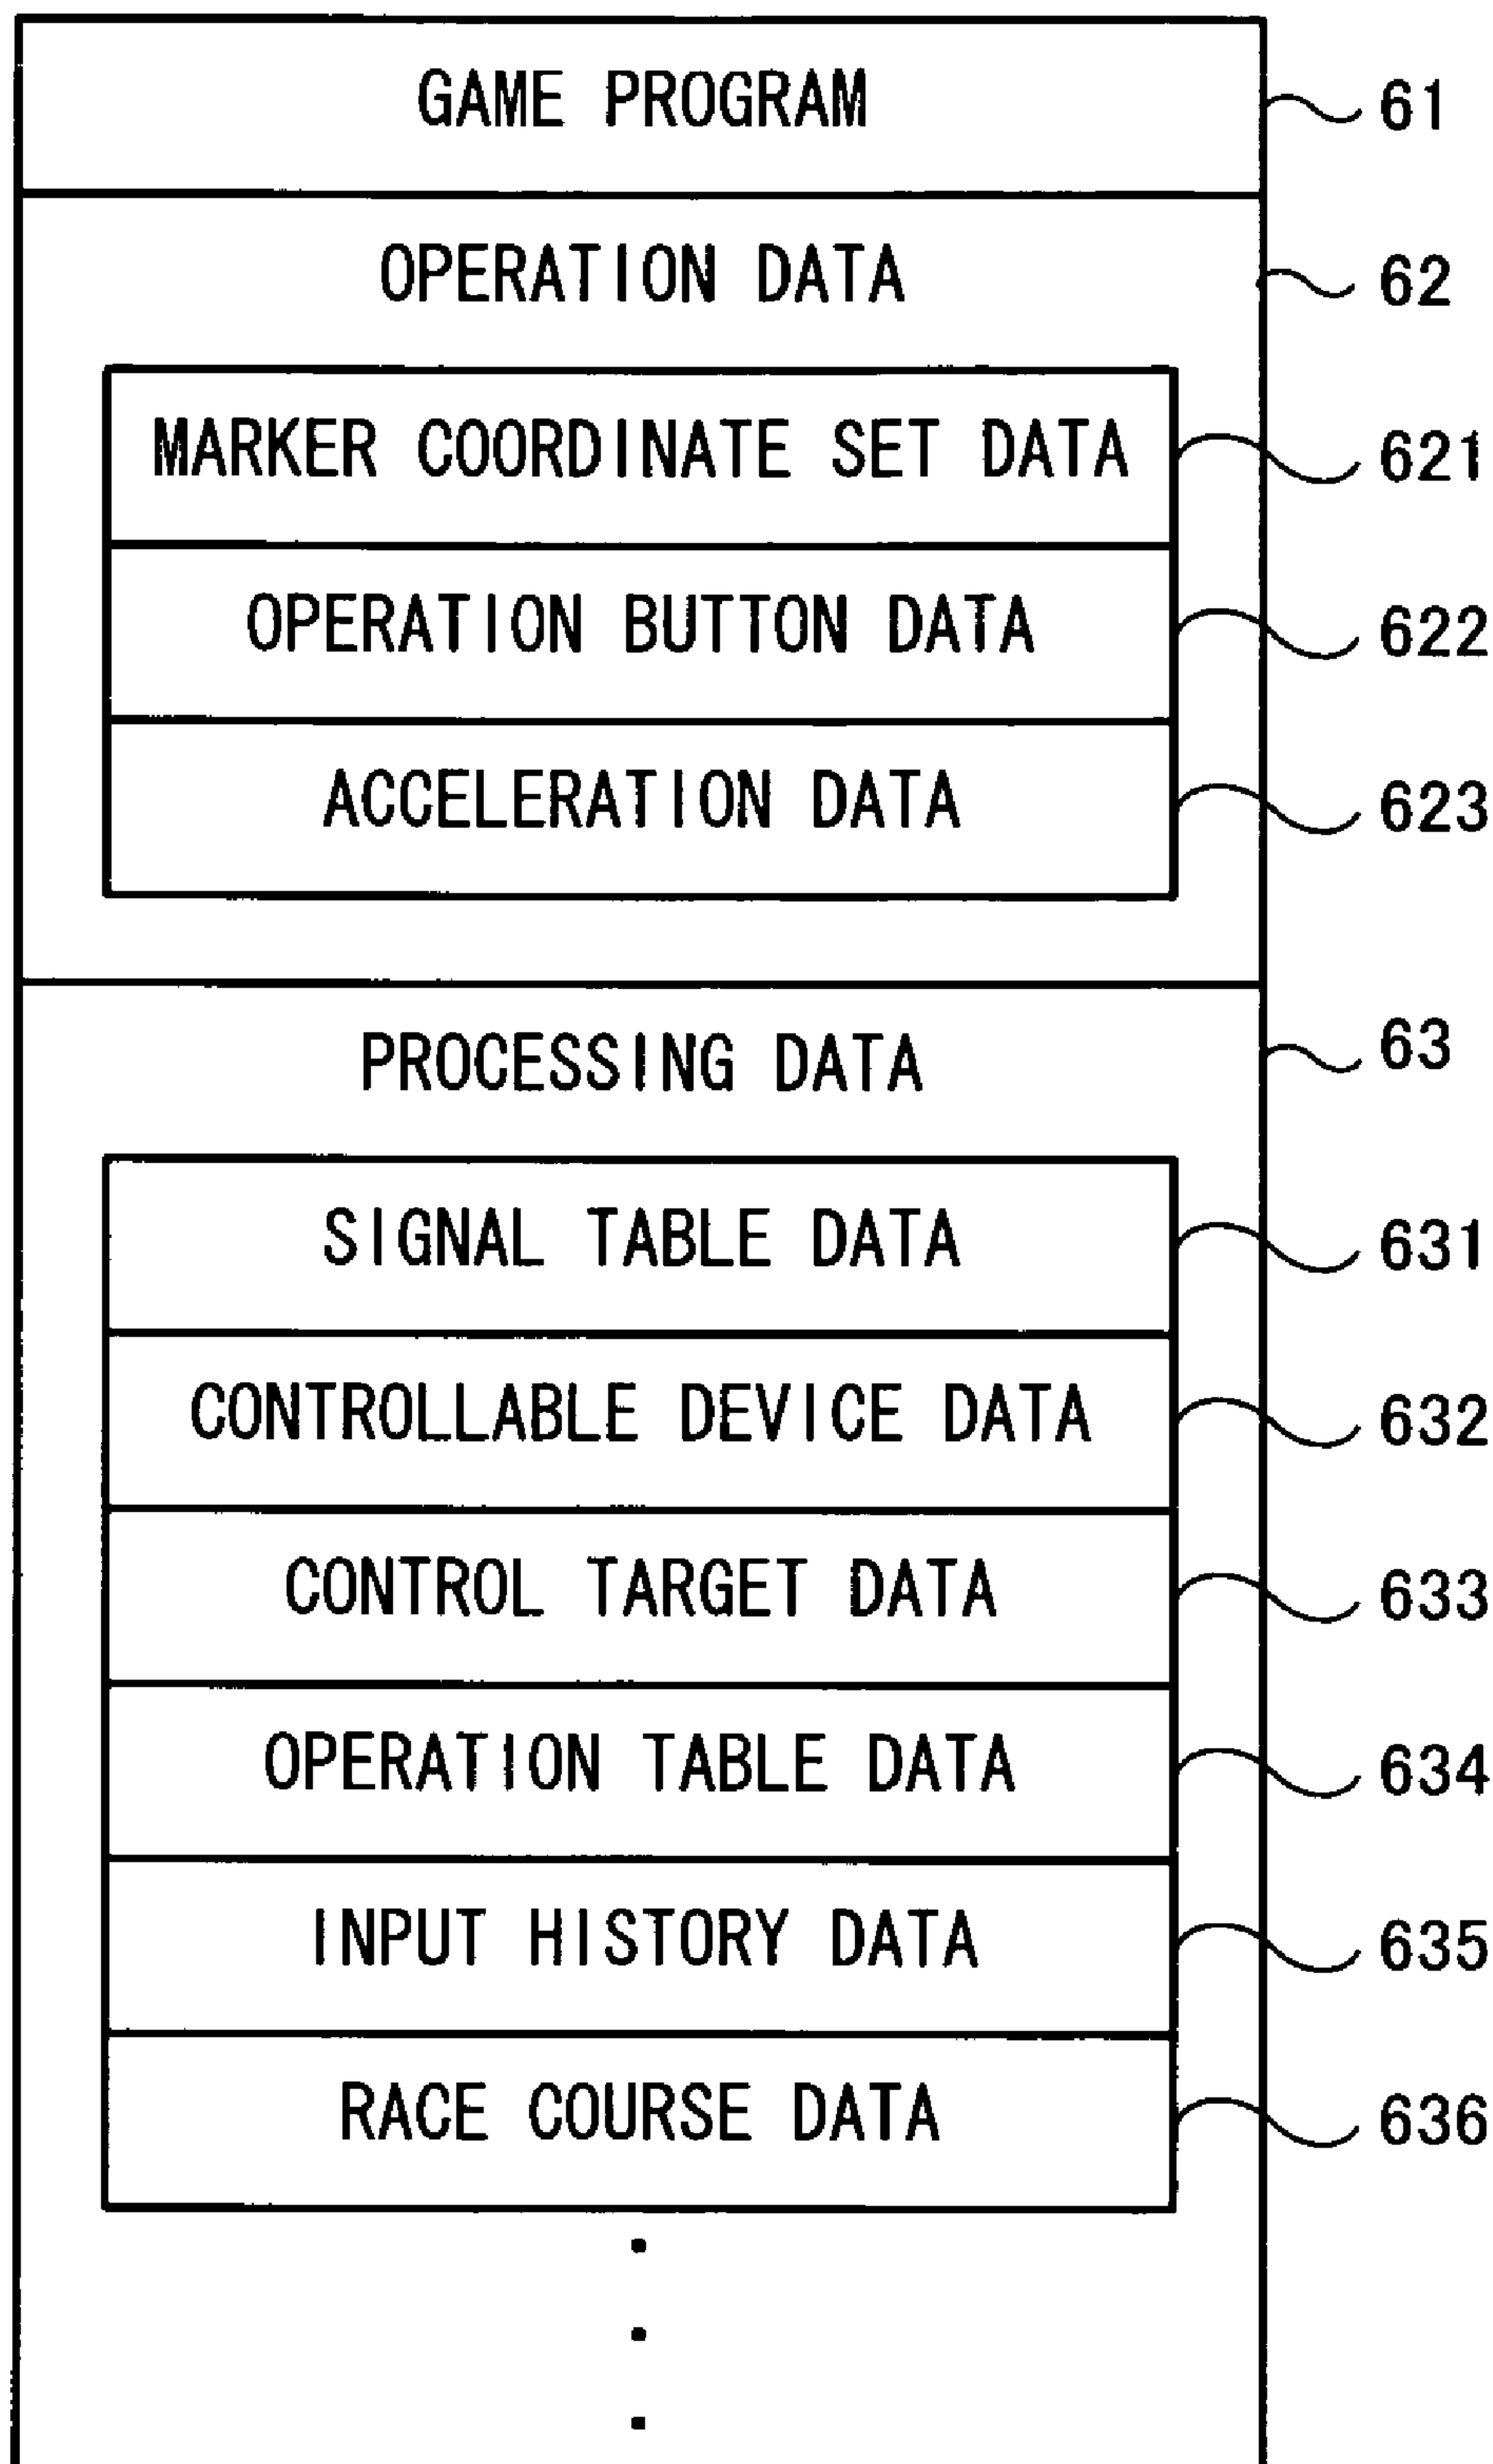 GAME PROGRAM 61
OPERATION DATA 62
MARKER COORDINATE SET DATA 621
OPERATION BUTTON DATA 622
ACCELERATION DATA 623
PROCESSING DATA 63
SIGNAL TABLE DATA 631
CONTROLLABLE DEVICE DATA 632
CONTROL TARGET DATA 633
OPERATION TABLE DATA 634
INPUT HISTORY DATA 635
RACE COURSE DATA 636